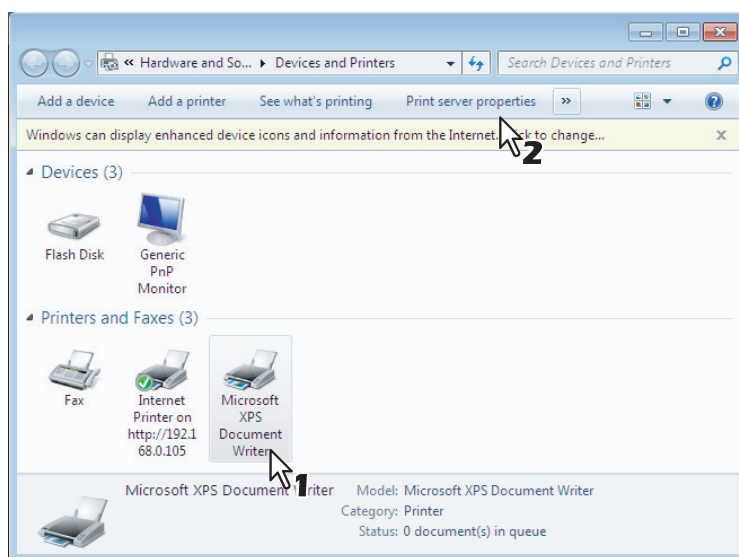 « Hardware and So... ▸ Devices and Printers
Search Devices and Printers
Add a device Add a printer See what's printing Print server properties »
Windows can display enhanced device icons and information from the Internet. to change...
Devices (3)
Flash Disk
Generic
PnP
Monitor
Printers and Faxes (3)
Fax
Internet
Printer on
http://192.1
68.0.105
Microsoft
XPS
Document
Writer
Microsoft XPS Document Writer
Model: Microsoft XPS Document Writer
Category: Printer
Status: 0 document(s) in queue
1
2